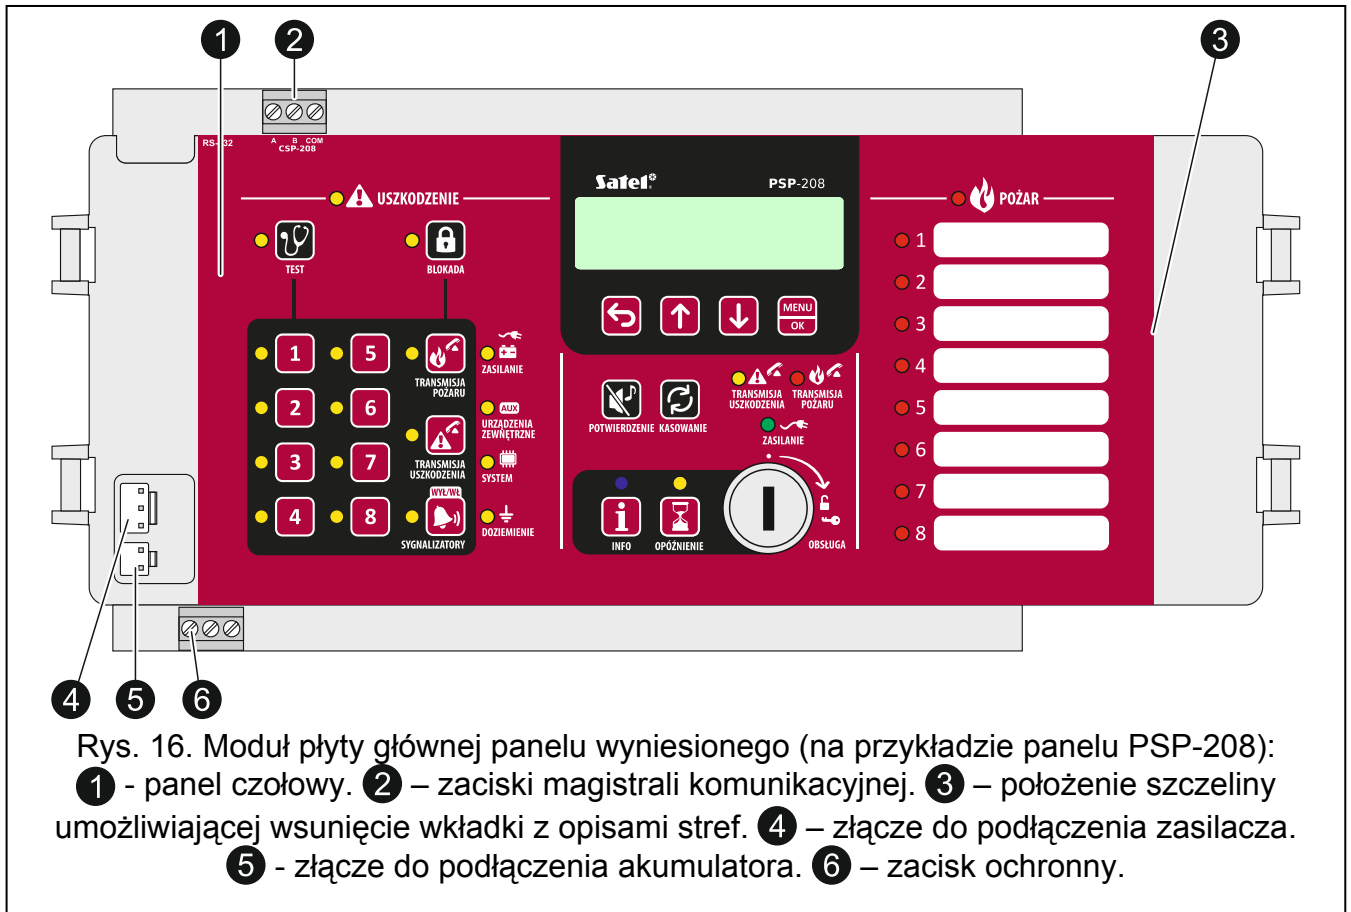 1 2 3
RS-232
A B COM
CSP-208
USZKODZENIE
TEST
BLOKADA
1 5
TRANSMISJA
POŻARU
2 6
TRANSMISJA
USZKODZENIA
3 7
WYŁ/WŁ
4 8
SYGNALIZATORY
ZASILANIE
AUX
URZĄDZENIA
ZEWNĘTRZNE
SYSTEM
DOZIEMIENIE
Satel PSP-208
MENU
OK
POTWIERDZENIE KASOWANIE
TRANSMISJA
USZKODZENIA
TRANSMISJA
POŻARU
ZASILANIE
i
INFO OPÓŹNIENIE
OBSŁUGA
POŻAR
1
2
3
4
5
6
7
8
4 5 6
Rys. 16. Moduł płyty głównej panelu wyniesionego (na przykładzie panelu PSP-208):
1 - panel czołowy. 2 – zaciski magistrali komunikacyjnej. 3 – położenie szczeliny
umożliwiającej wsunięcie wkładki z opisami stref. 4 – złącze do podłączenia zasilacza.
5 - złącze do podłączenia akumulatora. 6 – zacisk ochronny.